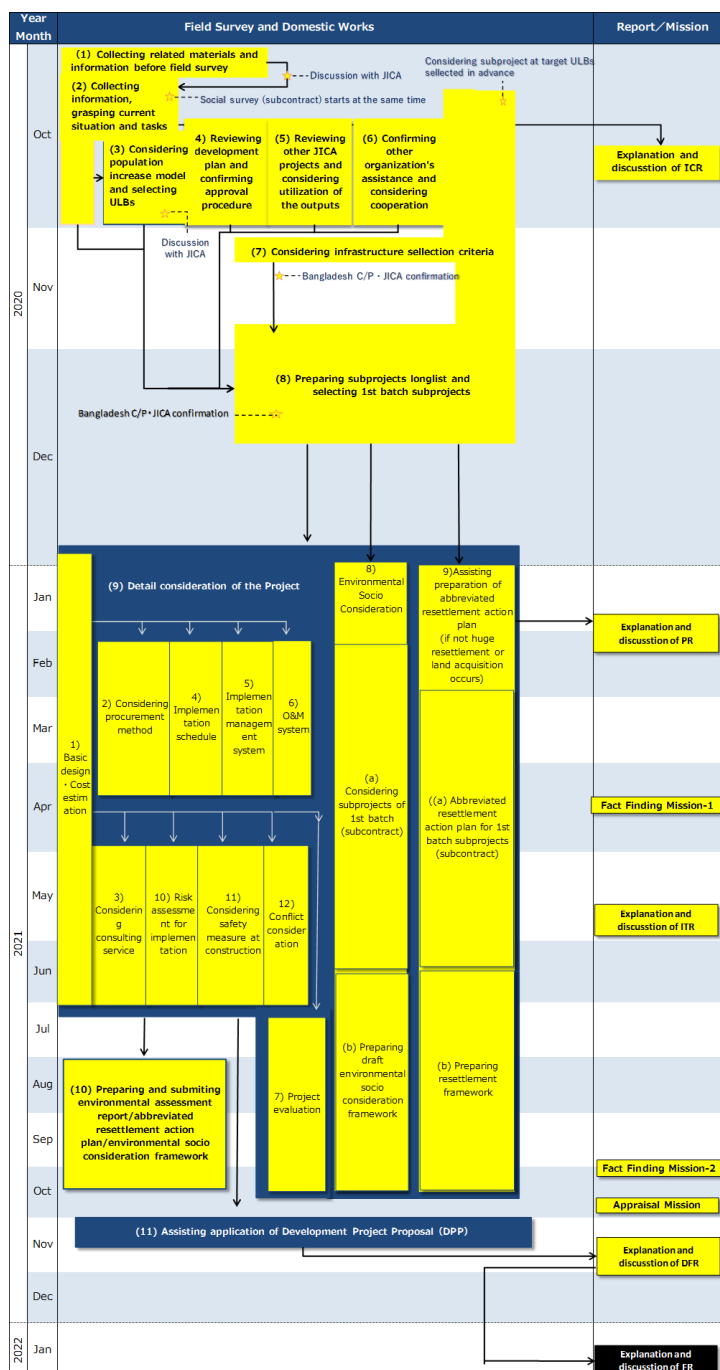 Year
Month
Field Survey and Domestic Works
Report／Mission
2020
Oct
Nov
Dec
(1) Collecting related materials and
information before field survey
Discussion with JICA
Considering subproject at target ULBs
selected in advance
(2) Collecting
information,
grasping current
situation and tasks
Social survey (subcontract) starts at the same time
(3) Considering
population
increase model
and selecting
ULBs
Discussion
with JICA
4) Reviewing
development
plan and
confirming
approval
procedure
(5) Reviewing
other JICA
projects and
considering
utilization of
the outputs
(6) Confirming
other
organization's
assistance and
considering
cooperation
Explanation and
discusstion of ICR
(7) Considering infrastructure sellection criteria
Bangladesh C/P・JICA confirmation
(8) Preparing subprojects longlist and
selecting 1st batch subprojects
Bangladesh C/P・JICA confirmation
2021
Jan
Feb
Mar
Apr
May
Jun
Jul
Aug
Sep
Oct
Nov
Dec
(9) Detail consideration of the Project
1)
Basic
design
・Cost
estim
ation
2) Considering
procurement
method
4)
Implem
entation
schedule
5)
Implementa
tion
managem
ent
system
6)
O&M
system
3)
Considerin
g
consulting
service
10) Risk
assessme
nt for
implemen
tation
11)
Considering
safety
measure at
construction
12)
Conflict
consider
ation
7) Project
evaluation
8)
Environmental
Socio
Consideration
(a)
Considering
subprojects of
1st batch
(subcontract)
(b) Preparing
draft
environmental
socio
consideration
framework
9)Assisting
preparation of
abbreviated
resettlement action
plan
(if not huge
resettlement or
land acquisition
occurs)
((a) Abbreviated
resettlement
action plan for 1st
batch subprojects
(subcontract)
(b) Preparing
resettlement
framework
Explanation and
discusstion of PR
Fact Finding Mission-1
Explanation and
discusstion of ITR
(10) Preparing and submiting
environmental assessment
report/abbreviated
resettlement action
plan/environmental socio
consideration framework
Fact Finding Mission-2
Appraisal Mission
(11) Assisting application of Development Project Proposal (DPP)
Explanation and
discusstion of DFR
2022
Jan
Explanation and
discusstion of FR